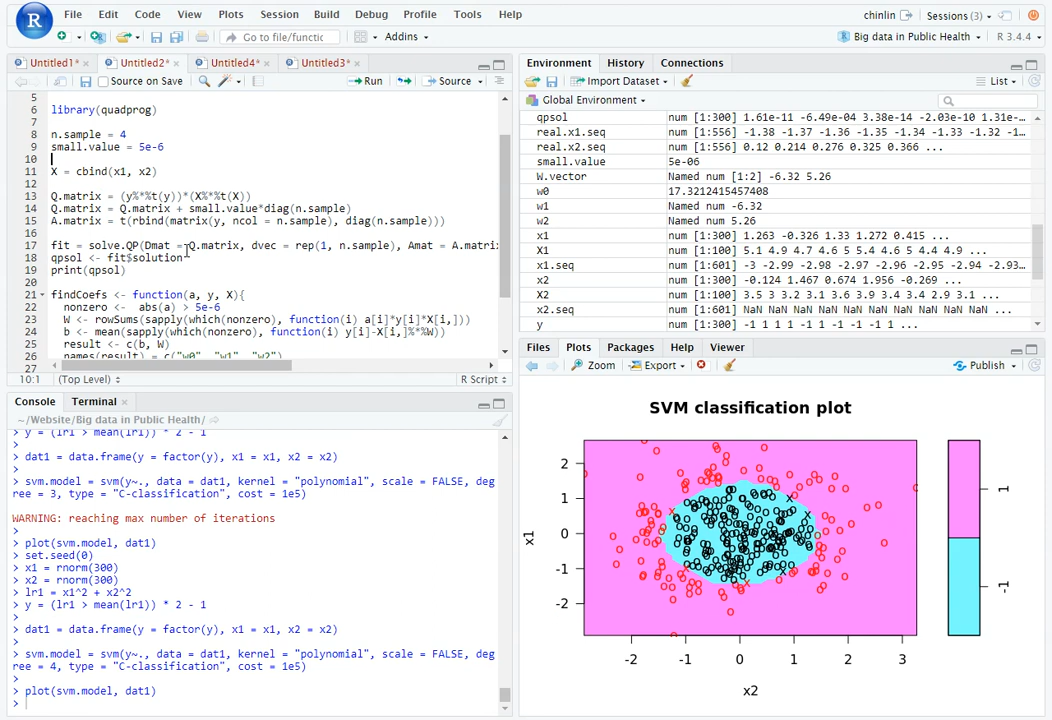 File Edit Code View Plots Session Build Debug Profile Tools Help
chinlin Sessions (3)
Go to file/functic Addins
Big data in Public Health R 3.4.4
Untitled1* Untitled2* Untitled4* Untitled3*
Source on Save Run Source
5
6 library(quadprog)
7
8 n.sample = 4
9 small.value = 5e-6
10
11 X = cbind(x1, x2)
12
13 Q.matrix = (y%*%t(y))*(X%*%t(X))
14 Q.matrix = Q.matrix + small.value*diag(n.sample)
15 A.matrix = t(rbind(matrix(y, ncol = n.sample), diag(n.sample)))
16
17 fit = solve.QP(Dmat = Q.matrix, dvec = rep(1, n.sample), Amat = A.matri
18 qpsol <- fit$solution
19 print(qpsol)
20
21 findCoefs <- function(a, y, X){
22 nonzero <- abs(a) > 5e-6
23 W <- rowSums(sapply(which(nonzero), function(i) a[i]*y[i]*X[i,]))
24 b <- mean(sapply(which(nonzero), function(i) y[i]-X[i,]%*%W))
25 result <- c(b, W)
26 names(result) = c("w0", "w1", "w2")
27
10:1 (Top Level) R Script
Console Terminal
~/Website/Big data in Public Health/
> y = (lr1 > mean(lr1)) * 2 - 1
>
> dat1 = data.frame(y = factor(y), x1 = x1, x2 = x2)
>
> svm.model = svm(y~., data = dat1, kernel = "polynomial", scale = FALSE, deg
ree = 3, type = "C-classification", cost = 1e5)

WARNING: reaching max number of iterations
>
> plot(svm.model, dat1)
> set.seed(0)
> x1 = rnorm(300)
> x2 = rnorm(300)
> lr1 = x1^2 + x2^2
> y = (lr1 > mean(lr1)) * 2 - 1
>
> dat1 = data.frame(y = factor(y), x1 = x1, x2 = x2)
>
> svm.model = svm(y~., data = dat1, kernel = "polynomial", scale = FALSE, deg
ree = 4, type = "C-classification", cost = 1e5)
>
> plot(svm.model, dat1)
>
Environment History Connections
Import Dataset List
Global Environment
qpsol num [1:300] 1.61e-11 -6.49e-04 3.38e-14 -2.03e-10 1.31e-…
real.x1.seq num [1:556] -1.38 -1.37 -1.36 -1.35 -1.34 -1.33 -1.32 -1…
real.x2.seq num [1:556] 0.12 0.214 0.276 0.325 0.366 ...
small.value 5e-06
W.vector Named num [1:2] -6.32 5.26
w0 17.3212415457408
w1 Named num -6.32
w2 Named num 5.26
x1 num [1:300] 1.263 -0.326 1.33 1.272 0.415 ...
X1 num [1:100] 5.1 4.9 4.7 4.6 5 5.4 4.6 5 4.4 4.9 ...
x1.seq num [1:601] -3 -2.99 -2.98 -2.97 -2.96 -2.95 -2.94 -2.93…
x2 num [1:300] -0.124 1.467 0.674 1.956 -0.269 ...
X2 num [1:100] 3.5 3 3.2 3.1 3.6 3.9 3.4 3.4 2.9 3.1 ...
x2.seq num [1:601] NaN NaN NaN NaN NaN NaN NaN NaN NaN NaN ...
y num [1:300] -1 1 1 1 -1 1 -1 -1 -1 1 ...
Files Plots Packages Help Viewer
Zoom Export Publish
SVM classification plot
x1
2
1
0
-1
-2
-2 -1 0 1 2 3
x2
1
-1